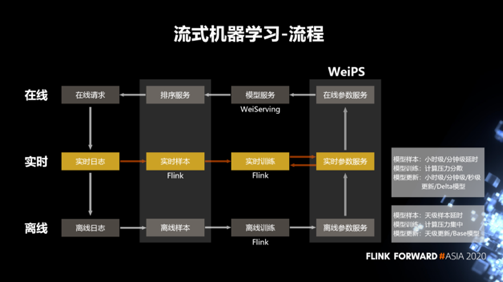 流式机器学习-流程
WeiPS
在线
在线请求
排序服务
模型服务
在线参数服务
WeiServing
实时
实时日志
实时样本
实时训练
实时参数服务
Flink
Flink
模型样本：小时级/分钟级延时
模型训练：计算压力分散
模型更新：小时级/分钟级/秒级
更新/Delta模型
离线
离线日志
离线样本
离线训练
离线参数服务
Flink
模型样本：天级样本延时
模型训练：计算压力集中
模型更新：天级更新/Base模型
FLINK FORWARD #ASIA 2020